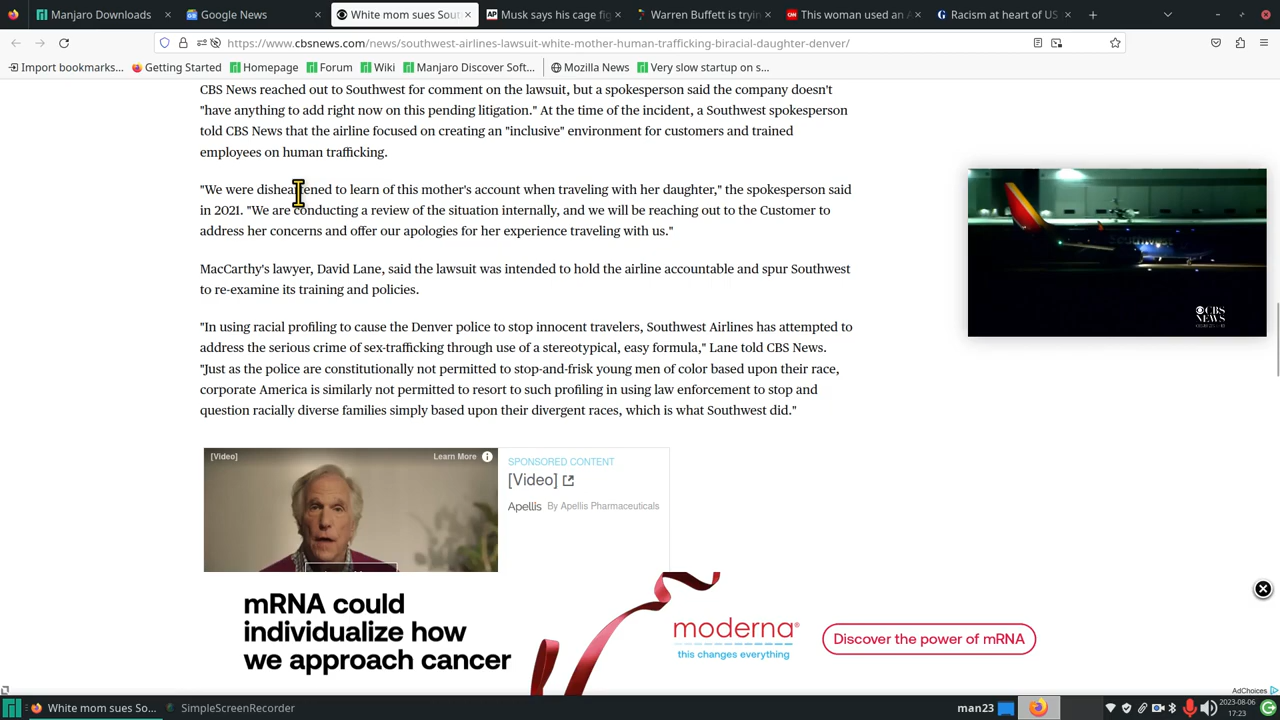 Manjaro Downloads
Google News
White mom sues Sout
Musk says his cage fig
Warren Buffett is tryin
This woman used an A
Racism at heart of US
https://www.cbsnews.com/news/southwest-airlines-lawsuit-white-mother-human-trafficking-biracial-daughter-denver/
Import bookmarks...
Getting Started
Homepage
Forum
Wiki
Manjaro Discover Soft...
Mozilla News
Very slow startup on s...
CBS News reached out to Southwest for comment on the lawsuit, but a spokesperson said the company doesn't
"have anything to add right now on this pending litigation." At the time of the incident, a Southwest spokesperson
told CBS News that the airline focused on creating an "inclusive" environment for customers and trained
employees on human trafficking.
"We were disheartened to learn of this mother's account when traveling with her daughter," the spokesperson said
in 2021. "We are conducting a review of the situation internally, and we will be reaching out to the Customer to
address her concerns and offer our apologies for her experience traveling with us."
MacCarthy's lawyer, David Lane, said the lawsuit was intended to hold the airline accountable and spur Southwest
to re-examine its training and policies.
"In using racial profiling to cause the Denver police to stop innocent travelers, Southwest Airlines has attempted to
address the serious crime of sex-trafficking through use of a stereotypical, easy formula," Lane told CBS News.
"Just as the police are constitutionally not permitted to stop-and-frisk young men of color based upon their race,
corporate America is similarly not permitted to resort to such profiling in using law enforcement to stop and
question racially diverse families simply based upon their divergent races, which is what Southwest did."
CBS
NEWS
[Video]
Learn More
SPONSORED CONTENT
[Video]
Apellis By Apellis Pharmaceuticals
mRNA could
individualize how
we approach cancer
moderna
this changes everything
Discover the power of mRNA
AdChoices
White mom sues So...
SimpleScreenRecorder
man23
2023-08-06
17:23